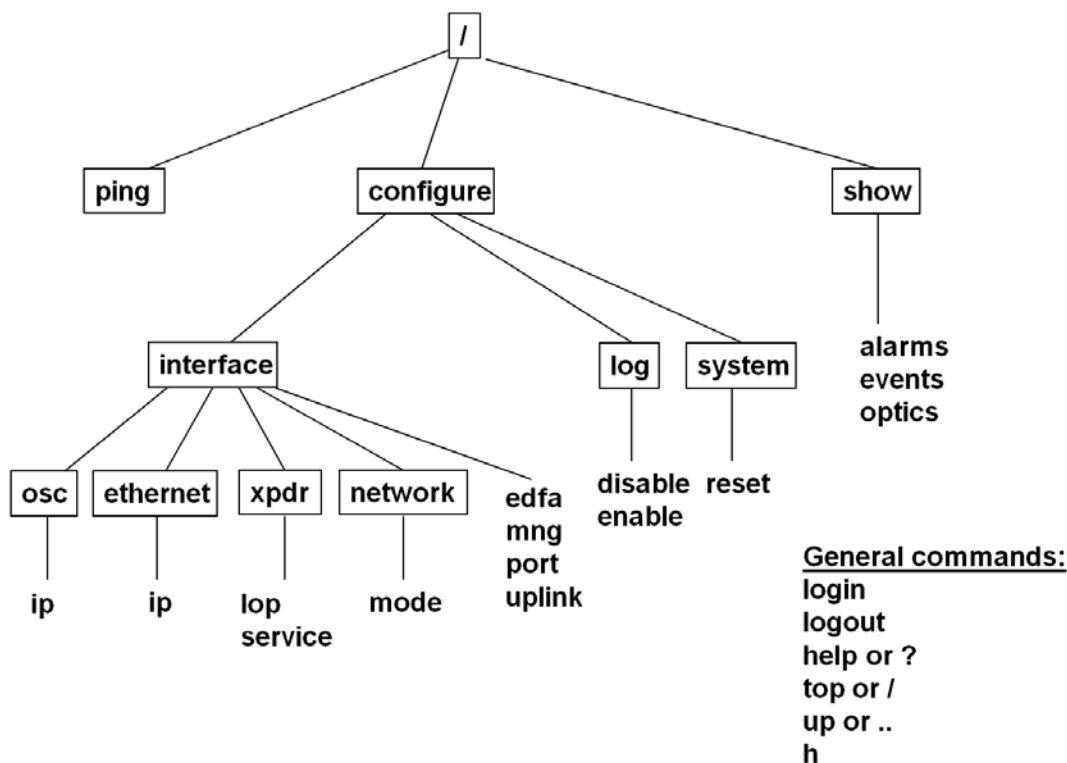 /
ping
configure
show
interface
log
system
alarms
events
optics
osc
ethernet
xpdr
network
edfa
mng
port
uplink
disable
enable
reset
ip
ip
lop
service
mode
General commands:
login
logout
help or ?
top or /
up or ..
h